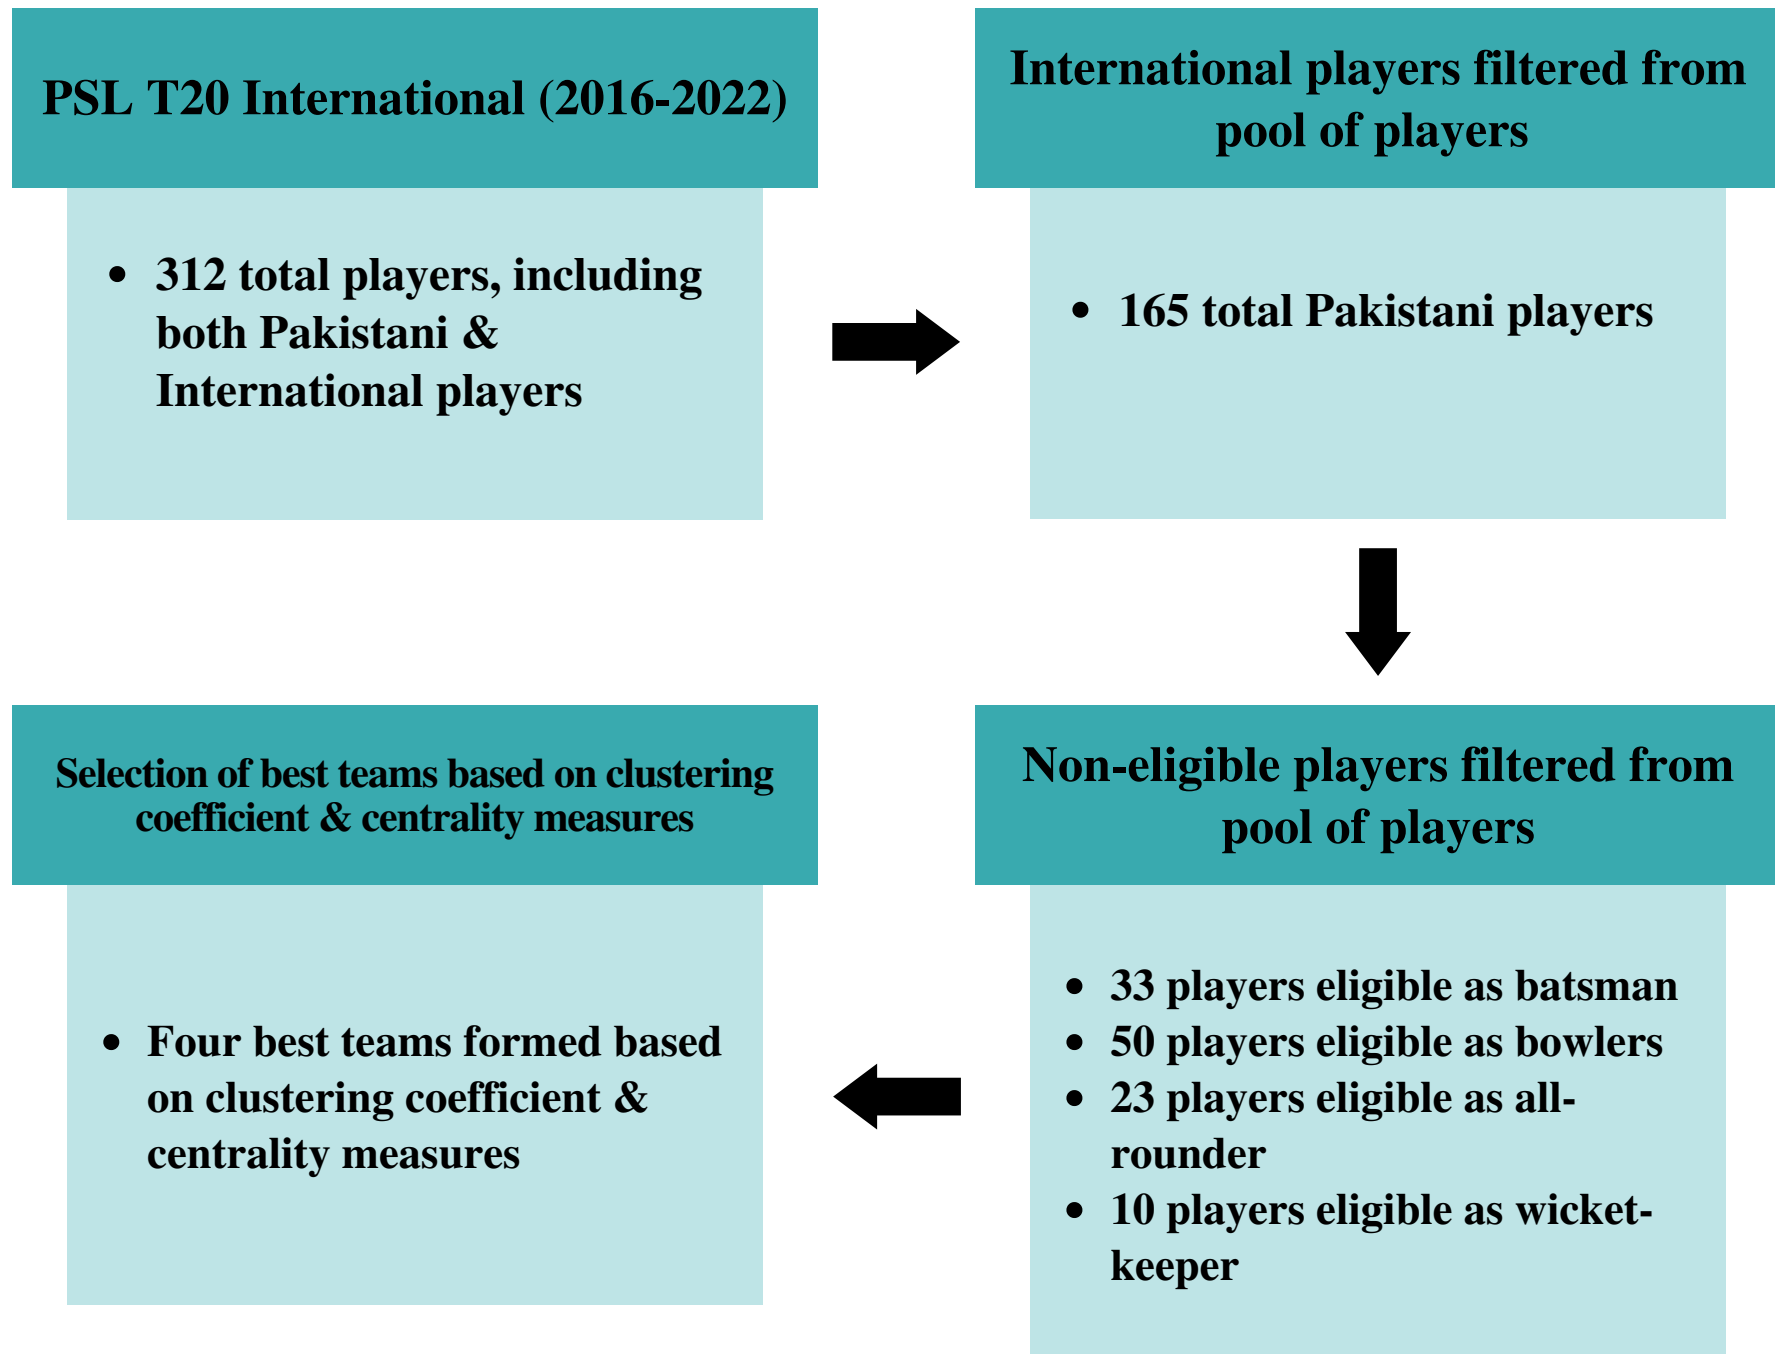 PSL T20 International (2016-2022)
• 312 total players, including
both Pakistani &
International players
International players filtered from
pool of players
• 165 total Pakistani players
Non-eligible players filtered from
pool of players
• 33 players eligible as batsman
• 50 players eligible as bowlers
• 23 players eligible as all-
rounder
• 10 players eligible as wicket-
keeper
Selection of best teams based on clustering
coefficient & centrality measures
• Four best teams formed based
on clustering coefficient &
centrality measures